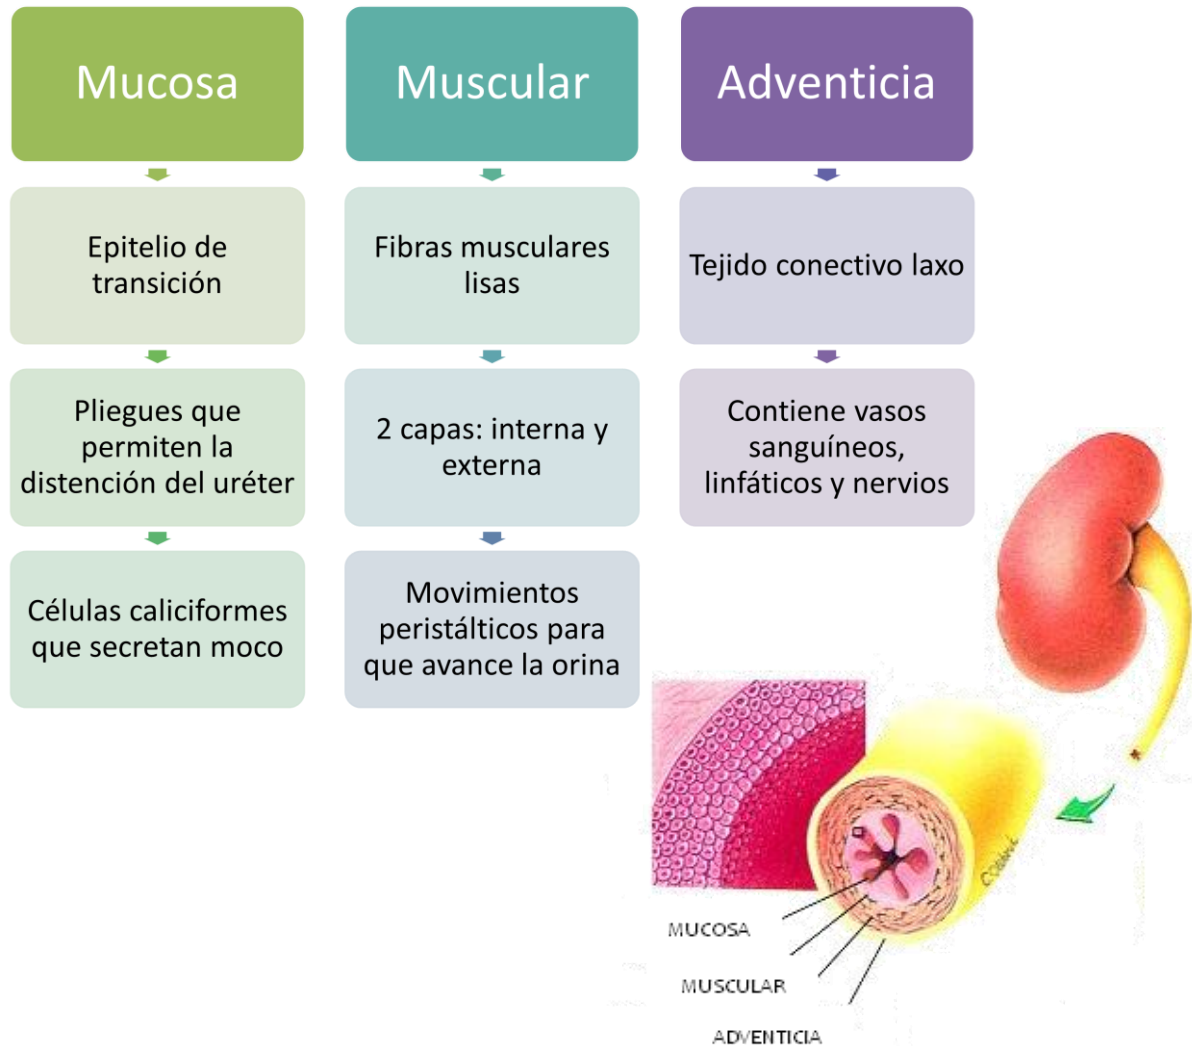 Mucosa
Epitelio de
transición
Pliegues que
permiten la
distención del uréter
Células caliciformes
que secretan moco
Muscular
Fibras musculares
lisas
2 capas: interna y
externa
Movimientos
peristálticos para
que avance la orina
Adventicia
Tejido conectivo laxo
Contiene vasos
sanguíneos,
linfáticos y nervios
MUCOSA
MUSCULAR
ADVENTICIA